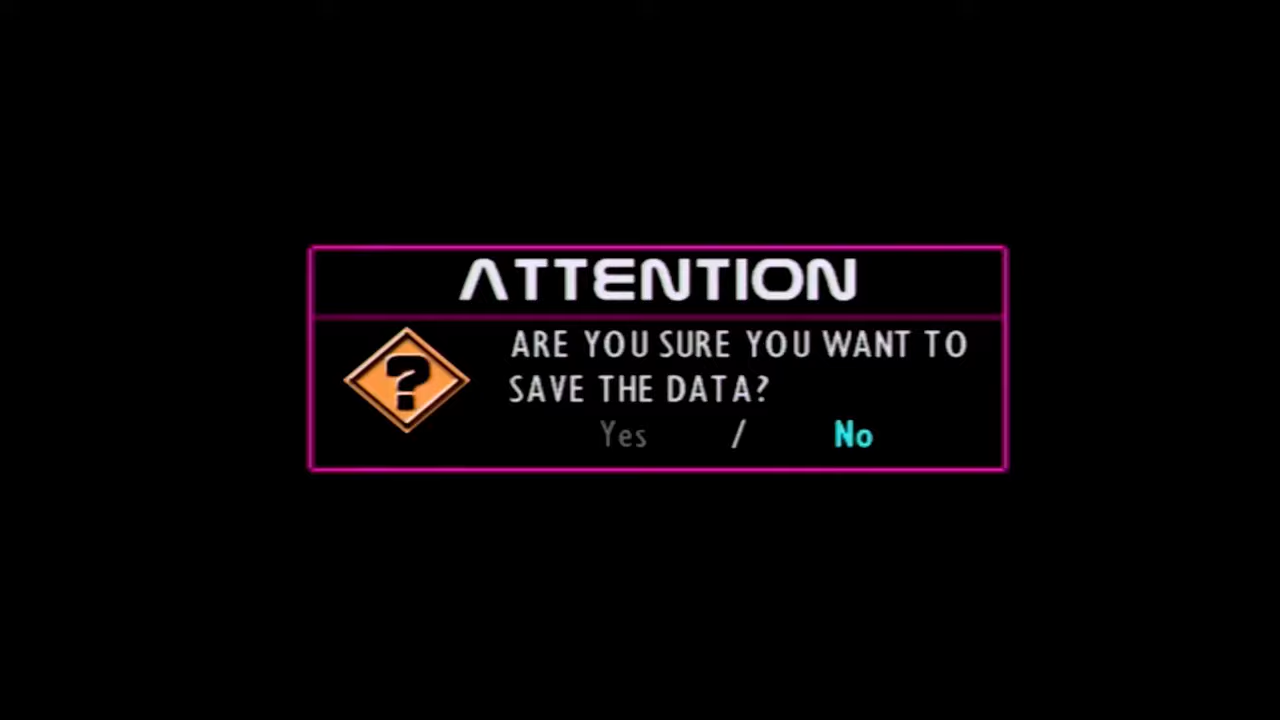 ATTENTION
ARE YOU SURE YOU WANT TO
SAVE THE DATA?
Yes / No